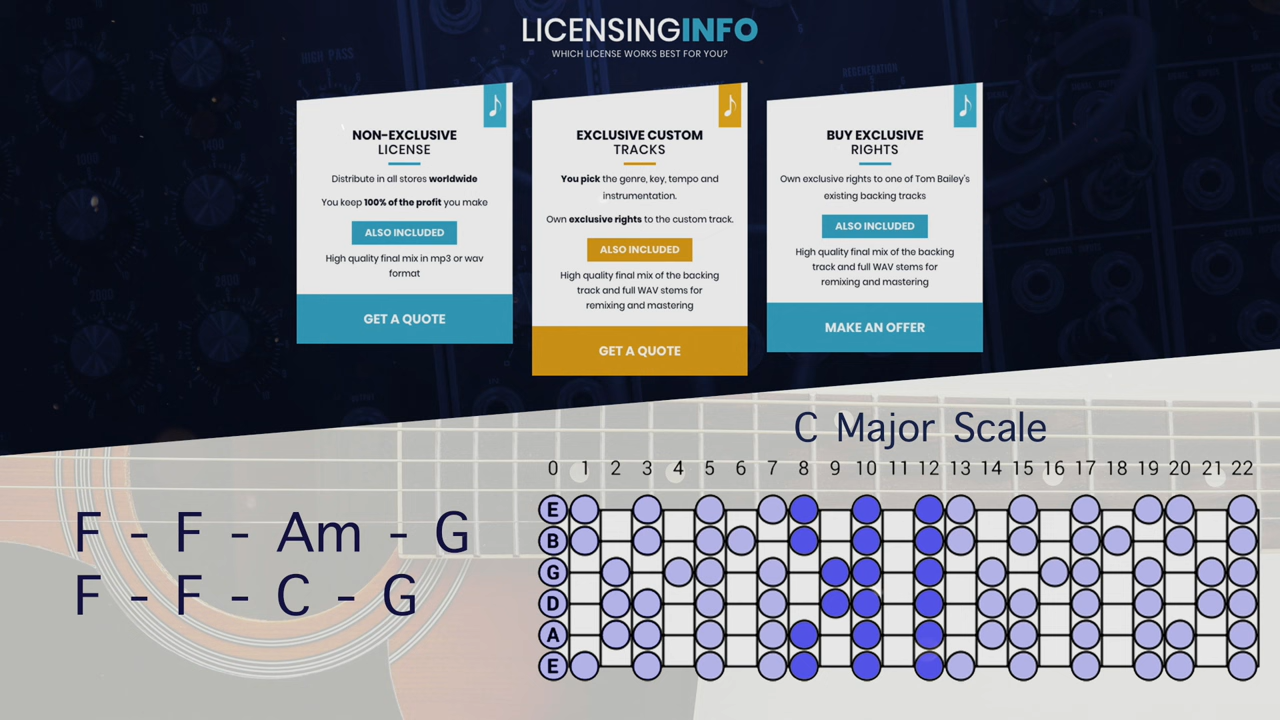 LICENSINGINFO
WHICH LICENSE WORKS BEST FOR YOU?
HIGH PASS
REGENERATION
NON-EXCLUSIVE
LICENSE
Distribute in all stores worldwide
You keep 100% of the profit you make
ALSO INCLUDED
High quality final mix in mp3 or wav
format
GET A QUOTE
EXCLUSIVE CUSTOM
TRACKS
You pick the genre, key, tempo and
instrumentation.
Own exclusive rights to the custom track.
ALSO INCLUDED
High quality final mix of the backing
track and full WAV stems for
remixing and mastering
GET A QUOTE
BUY EXCLUSIVE
RIGHTS
Own exclusive rights to one of Tom Bailey's
existing backing tracks
ALSO INCLUDED
High quality final mix of the backing
track and full WAV stems for
remixing and mastering
MAKE AN OFFER
F - F - Am - G
F - F - C - G
C Major Scale
0 1 2 3 4 5 6 7 8 9 10 11 12 13 14 15 16 17 18 19 20 21 22
E
B
G
D
A
E